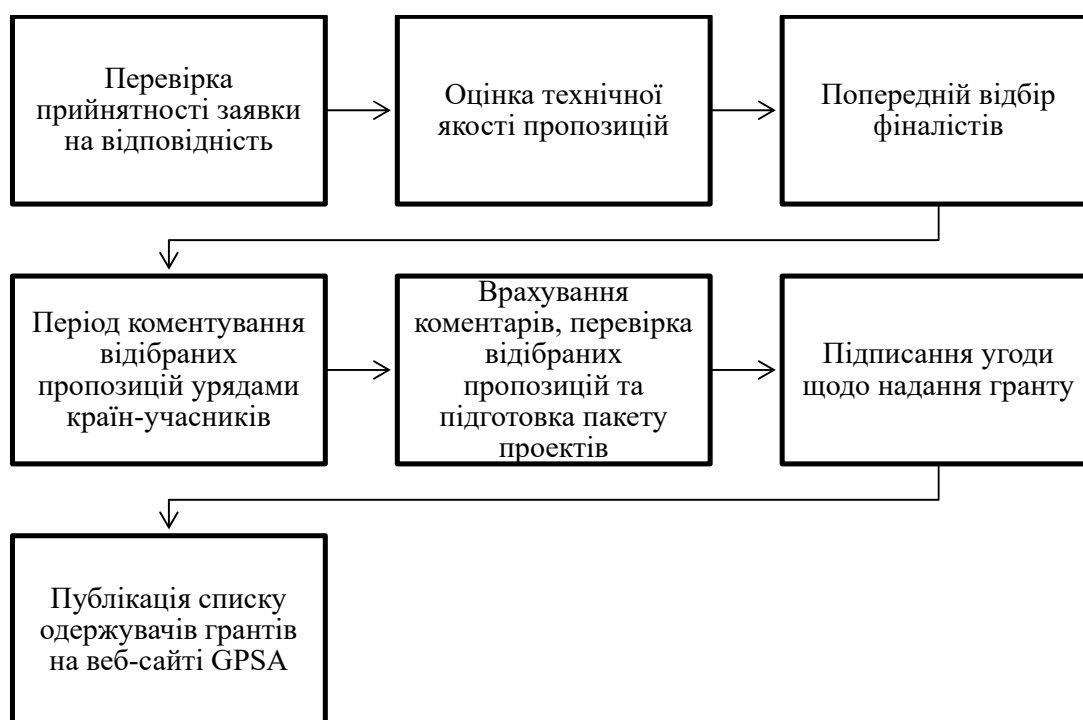 Перевірка
прийнятності заявки
на відповідність
Оцінка технічної
якості пропозицій
Попередній відбір
фіналістів
Період коментування
відібраних
пропозицій урядами
країн-учасників
Врахування
коментарів, перевірка
відібраних
пропозицій та
підготовка пакету
проектів
Підписання угоди
щодо надання гранту
Публікація списку
одержувачів грантів
на веб-сайті GPSA